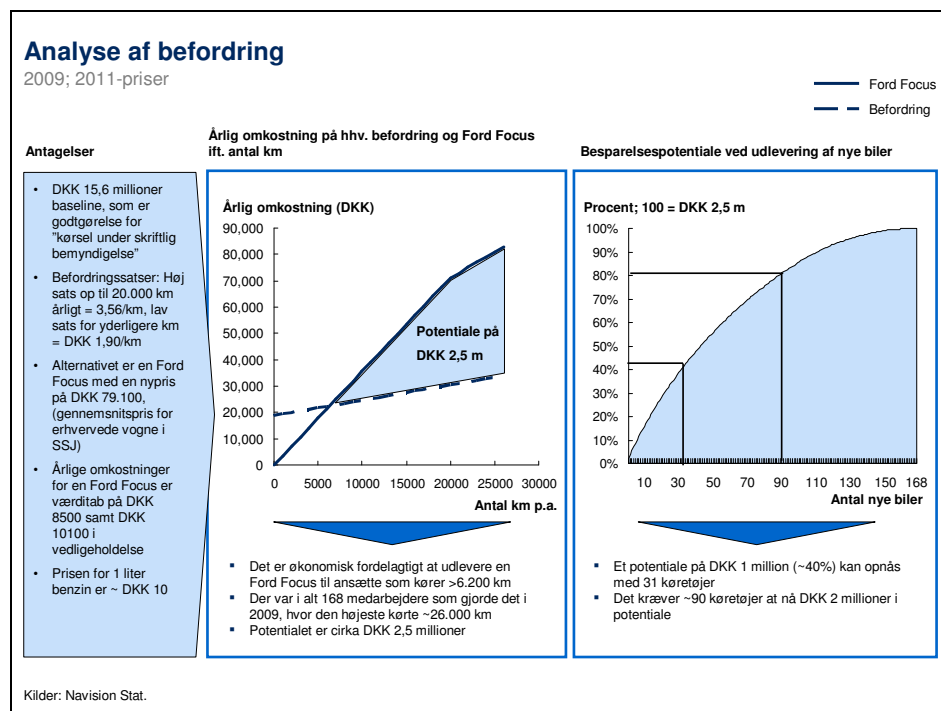 Analyse af befordring
2009; 2011-priser
Ford Focus
Befordring
Antagelser
• DKK 15,6 millioner
baseline, som er
godtgørelse for
"kørsel under skriftlig
bemyndigelse"
• Befordringssatser: Høj
sats op til 20.000 km
årligt = 3,56/km, lav
sats for yderligere km
= DKK 1,90/km
• Alternativet er en Ford
Focus med en nypris
på DKK 79.100,
(gennemsnitspris for
erhvervede vogne i
SSJ)
• Årlige omkostninger
for en Ford Focus er
værditab på DKK
8500 samt DKK
10100 i
vedligeholdelse
• Prisen for 1 liter
benzin er ~ DKK 10
Årlig omkostning på hhv. befordring og Ford Focus
ift. antal km
Årlig omkostning (DKK)
90,000
80,000
70,000
60,000
50,000
40,000
30,000
20,000
10,000
0
Potentiale på
DKK 2,5 m
0 5000 10000 15000 20000 25000 30000
Antal km p.a.
▪ Det er økonomisk fordelagtigt at udlevere en
Ford Focus til ansætte som kører >6.200 km
▪ Der var i alt 168 medarbejdere som gjorde det i
2009, hvor den højeste kørte ~26.000 km
▪ Potentialet er cirka DKK 2,5 millioner
Besparelsespotentiale ved udlevering af nye biler
Procent; 100 = DKK 2,5 m
100%
90%
80%
70%
60%
50%
40%
30%
20%
10%
0%
10 30 50 70 90 110 130 150 168
Antal nye biler
▪ Et potentiale på DKK 1 million (~40%) kan opnås
med 31 køretøjer
▪ Det kræver ~90 køretøjer at nå DKK 2 millioner i
potentiale
Kilder: Navision Stat.